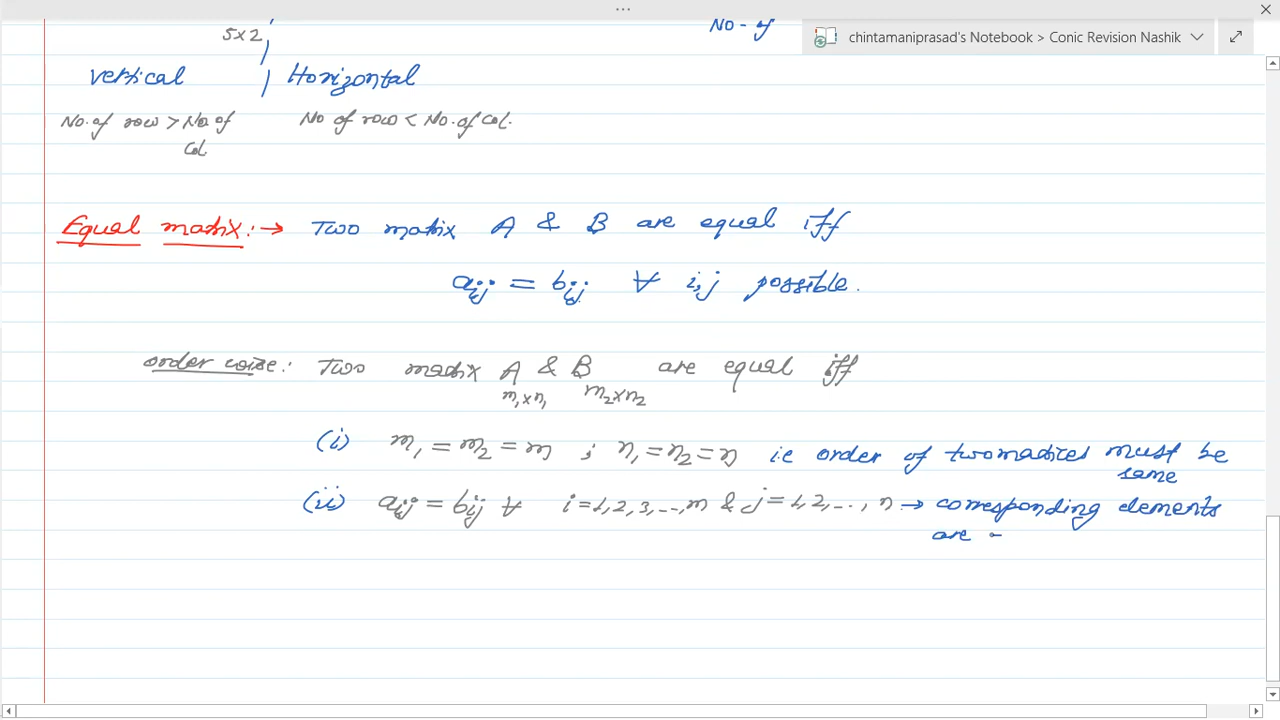 ...
No - of
chintamaniprasad's Notebook > Conic Revision Nashik
5x2
Vertical Horizontal
No. of row > No. of Col. No of row < No. of Col.
Equal matrix: → Two matrix A & B are equal iff
aij = bij ∀ i,j possible.
order wise: Two matrix A & B are equal iff
m₁×n₁ m₂×n₂
(i) m₁ = m₂ = m ; n₁ = n₂ = n i.e order of two matrices must be same
(ii) aij = bij ∀ i=1,2,3,--,m & j=1,2,--.,n → corresponding elements are